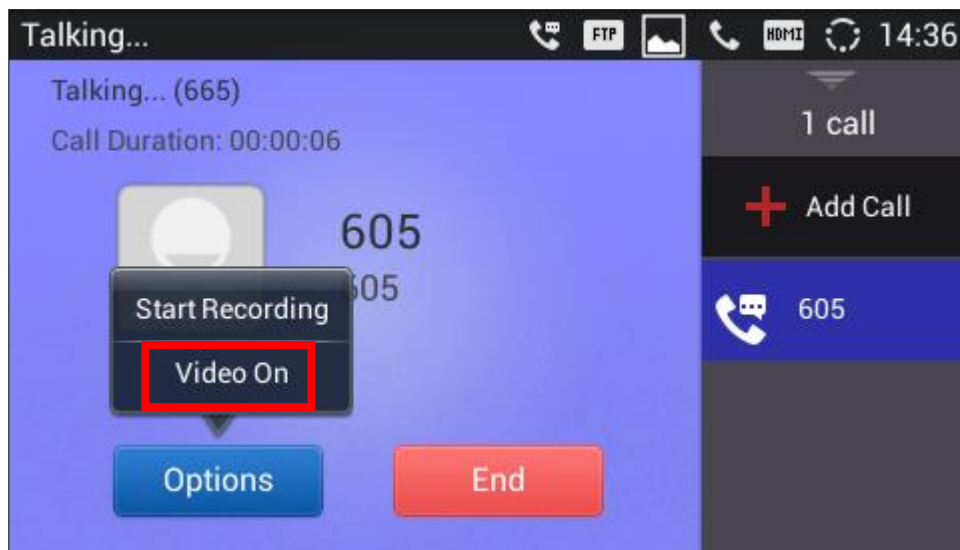 Talking...
FTP
HDMI
14:36
Talking... (665)
Call Duration: 00:00:06
605
605
Start Recording
Video On
Options
End
1 call
Add Call
605